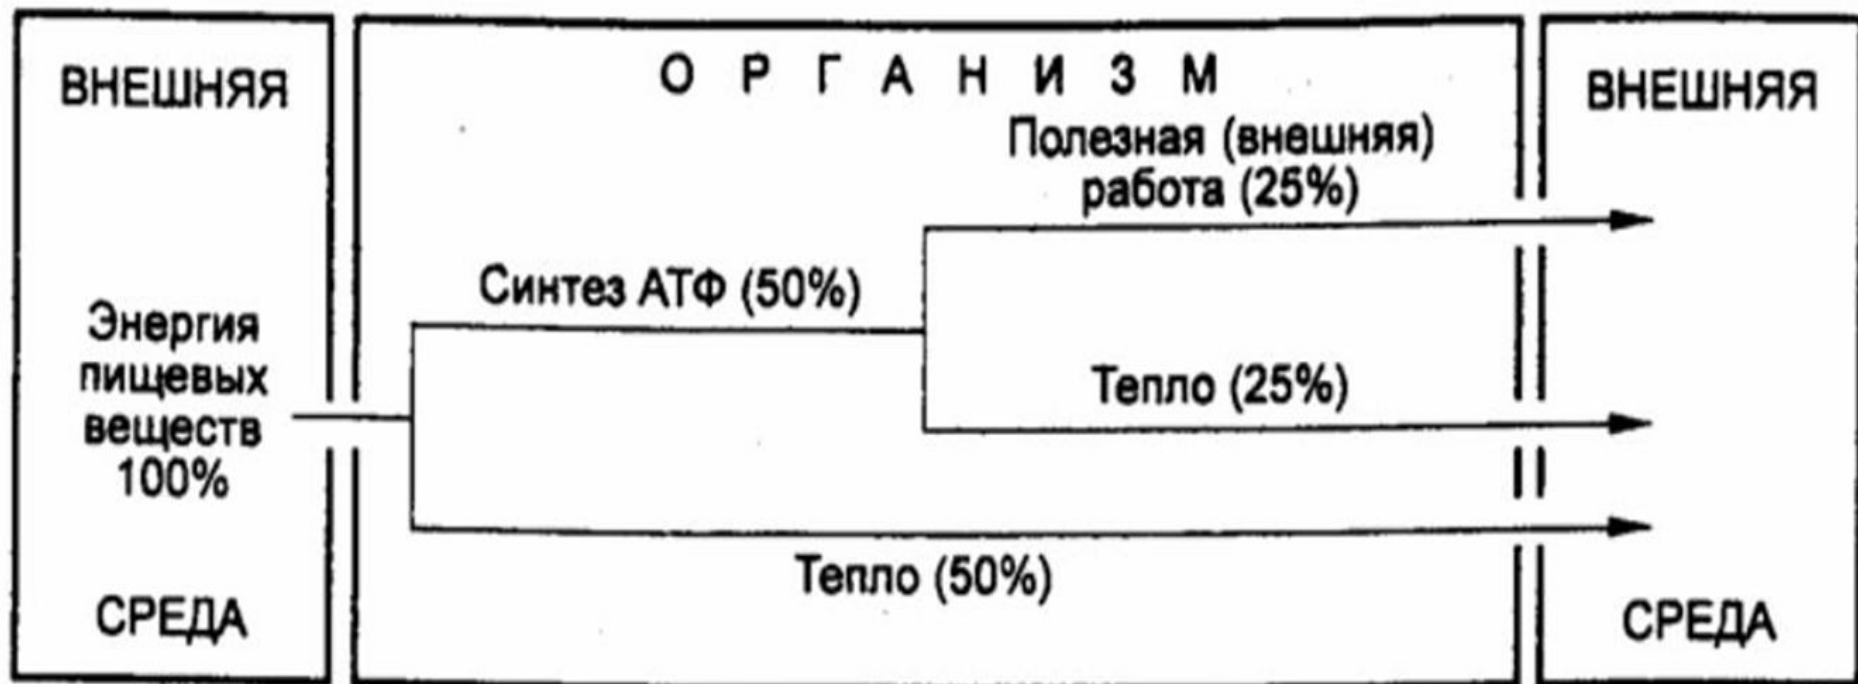 ВНЕШНЯЯ
Энергия
пищевых
веществ
100%
СРЕДА
ОРГАНИЗМ
Полезная (внешняя)
работа (25%)
Синтез АТФ (50%)
Тепло (25%)
Тепло (50%)
ВНЕШНЯЯ
СРЕДА